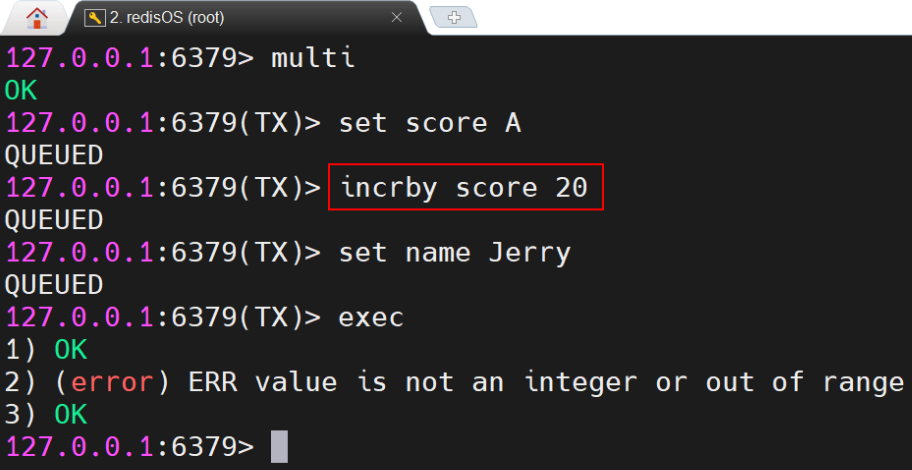 2. redisOS (root)
127.0.0.1:6379> multi
OK
127.0.0.1:6379(TX)> set score A
QUEUED
127.0.0.1:6379(TX)> incrby score 20
QUEUED
127.0.0.1:6379(TX)> set name Jerry
QUEUED
127.0.0.1:6379(TX)> exec
1) OK
2) (error) ERR value is not an integer or out of range
3) OK
127.0.0.1:6379>